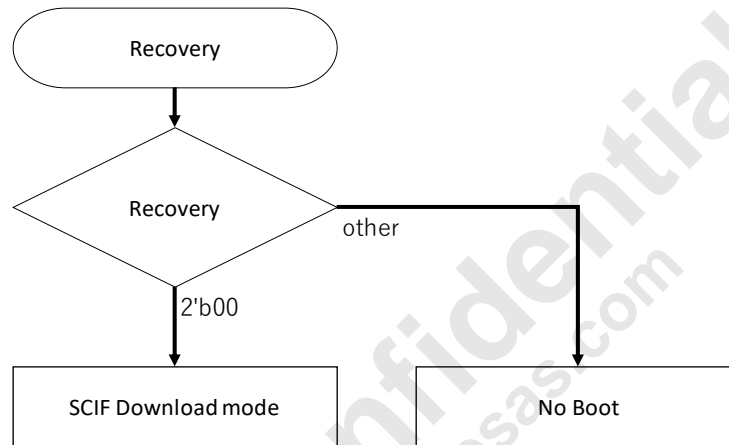 Recovery
Recovery
other
2'b00
SCIF Download mode
No Boot